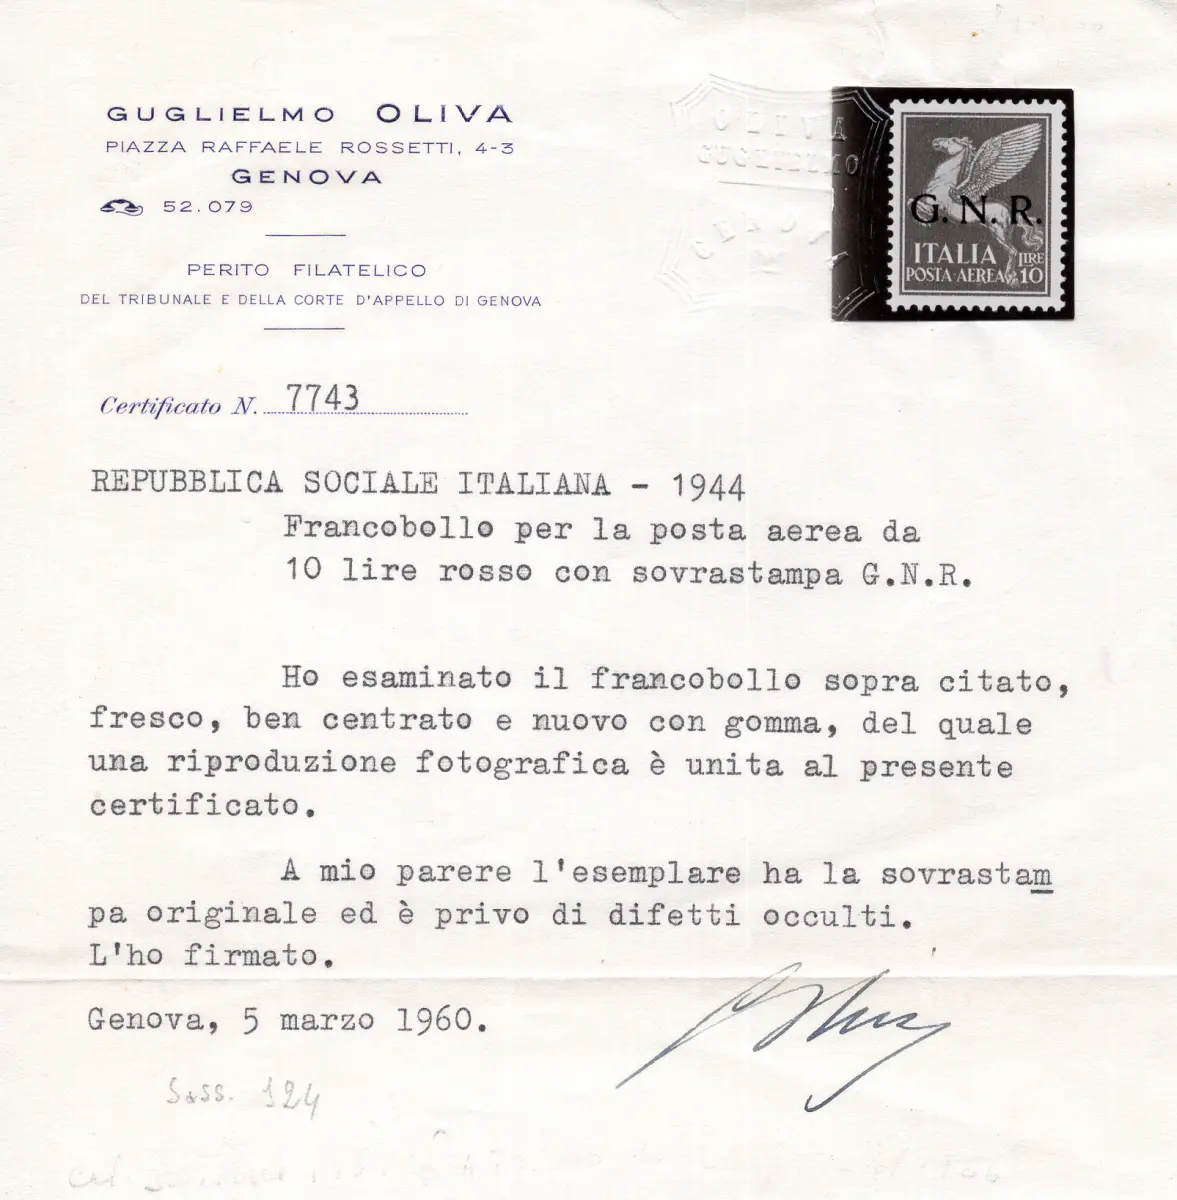 GUGLIELMO OLIVA
PIAZZA RAFFAELE ROSSETTI, 4-3
GENOVA
52.079
PERITO FILATELICO
DEL TRIBUNALE E DELLA CORTE D'APPELLO DI GENOVA
OLIVA
GUGLIELMO
G. N. R.
ITALIA
POSTA AEREA
LIRE
10
Certificato N. 7743
REPUBBLICA SOCIALE ITALIANA - 1944
Francobollo per la posta aerea da
10 lire rosso con sovrastampa G.N.R.
Ho esaminato il francobollo sopra citato,
fresco, ben centrato e nuovo con gomma, del quale
una riproduzione fotografica è unita al presente
certificato.
A mio parere l'esemplare ha la sovrastam
pa originale ed è privo di difetti occulti.
L'ho firmato.
Genova, 5 marzo 1960.
Sass. 124